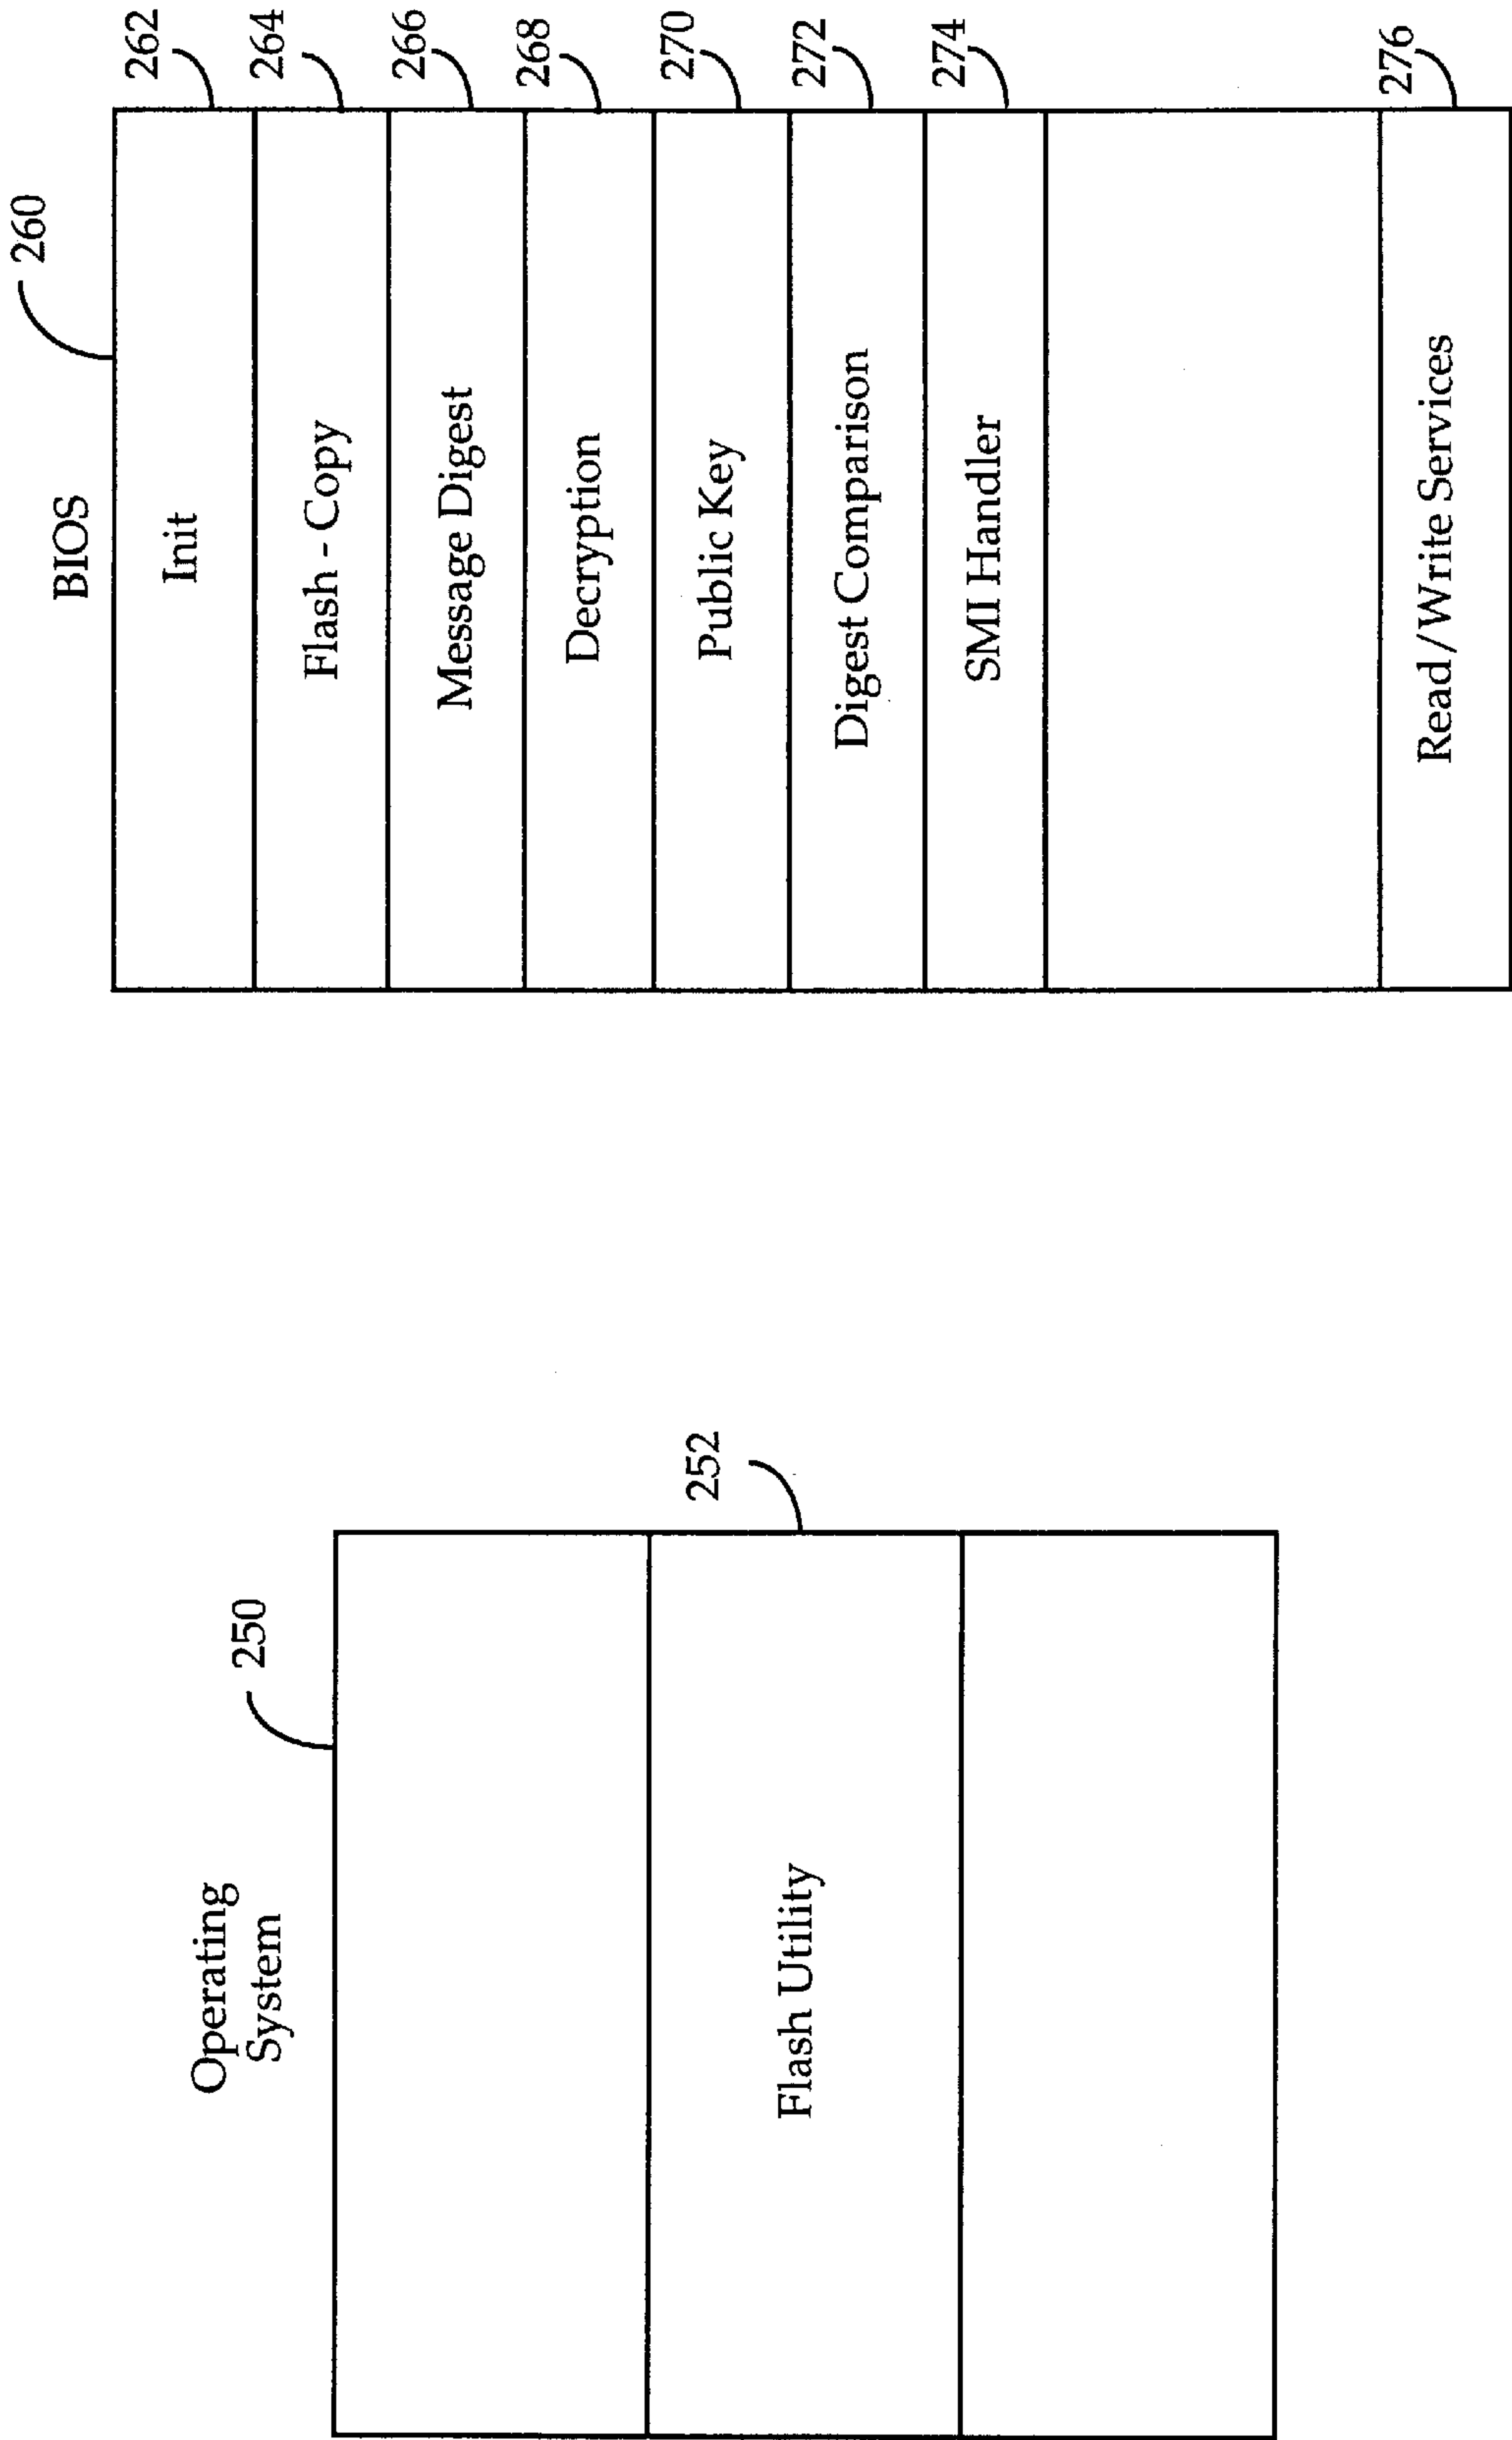 Operating
System
250
Flash Utility
252
BIOS
260
Init
262
Flash - Copy
264
Message Digest
266
Decryption
268
Public Key
270
Digest Comparison
272
SMI Handler
274
Read/Write Services
276